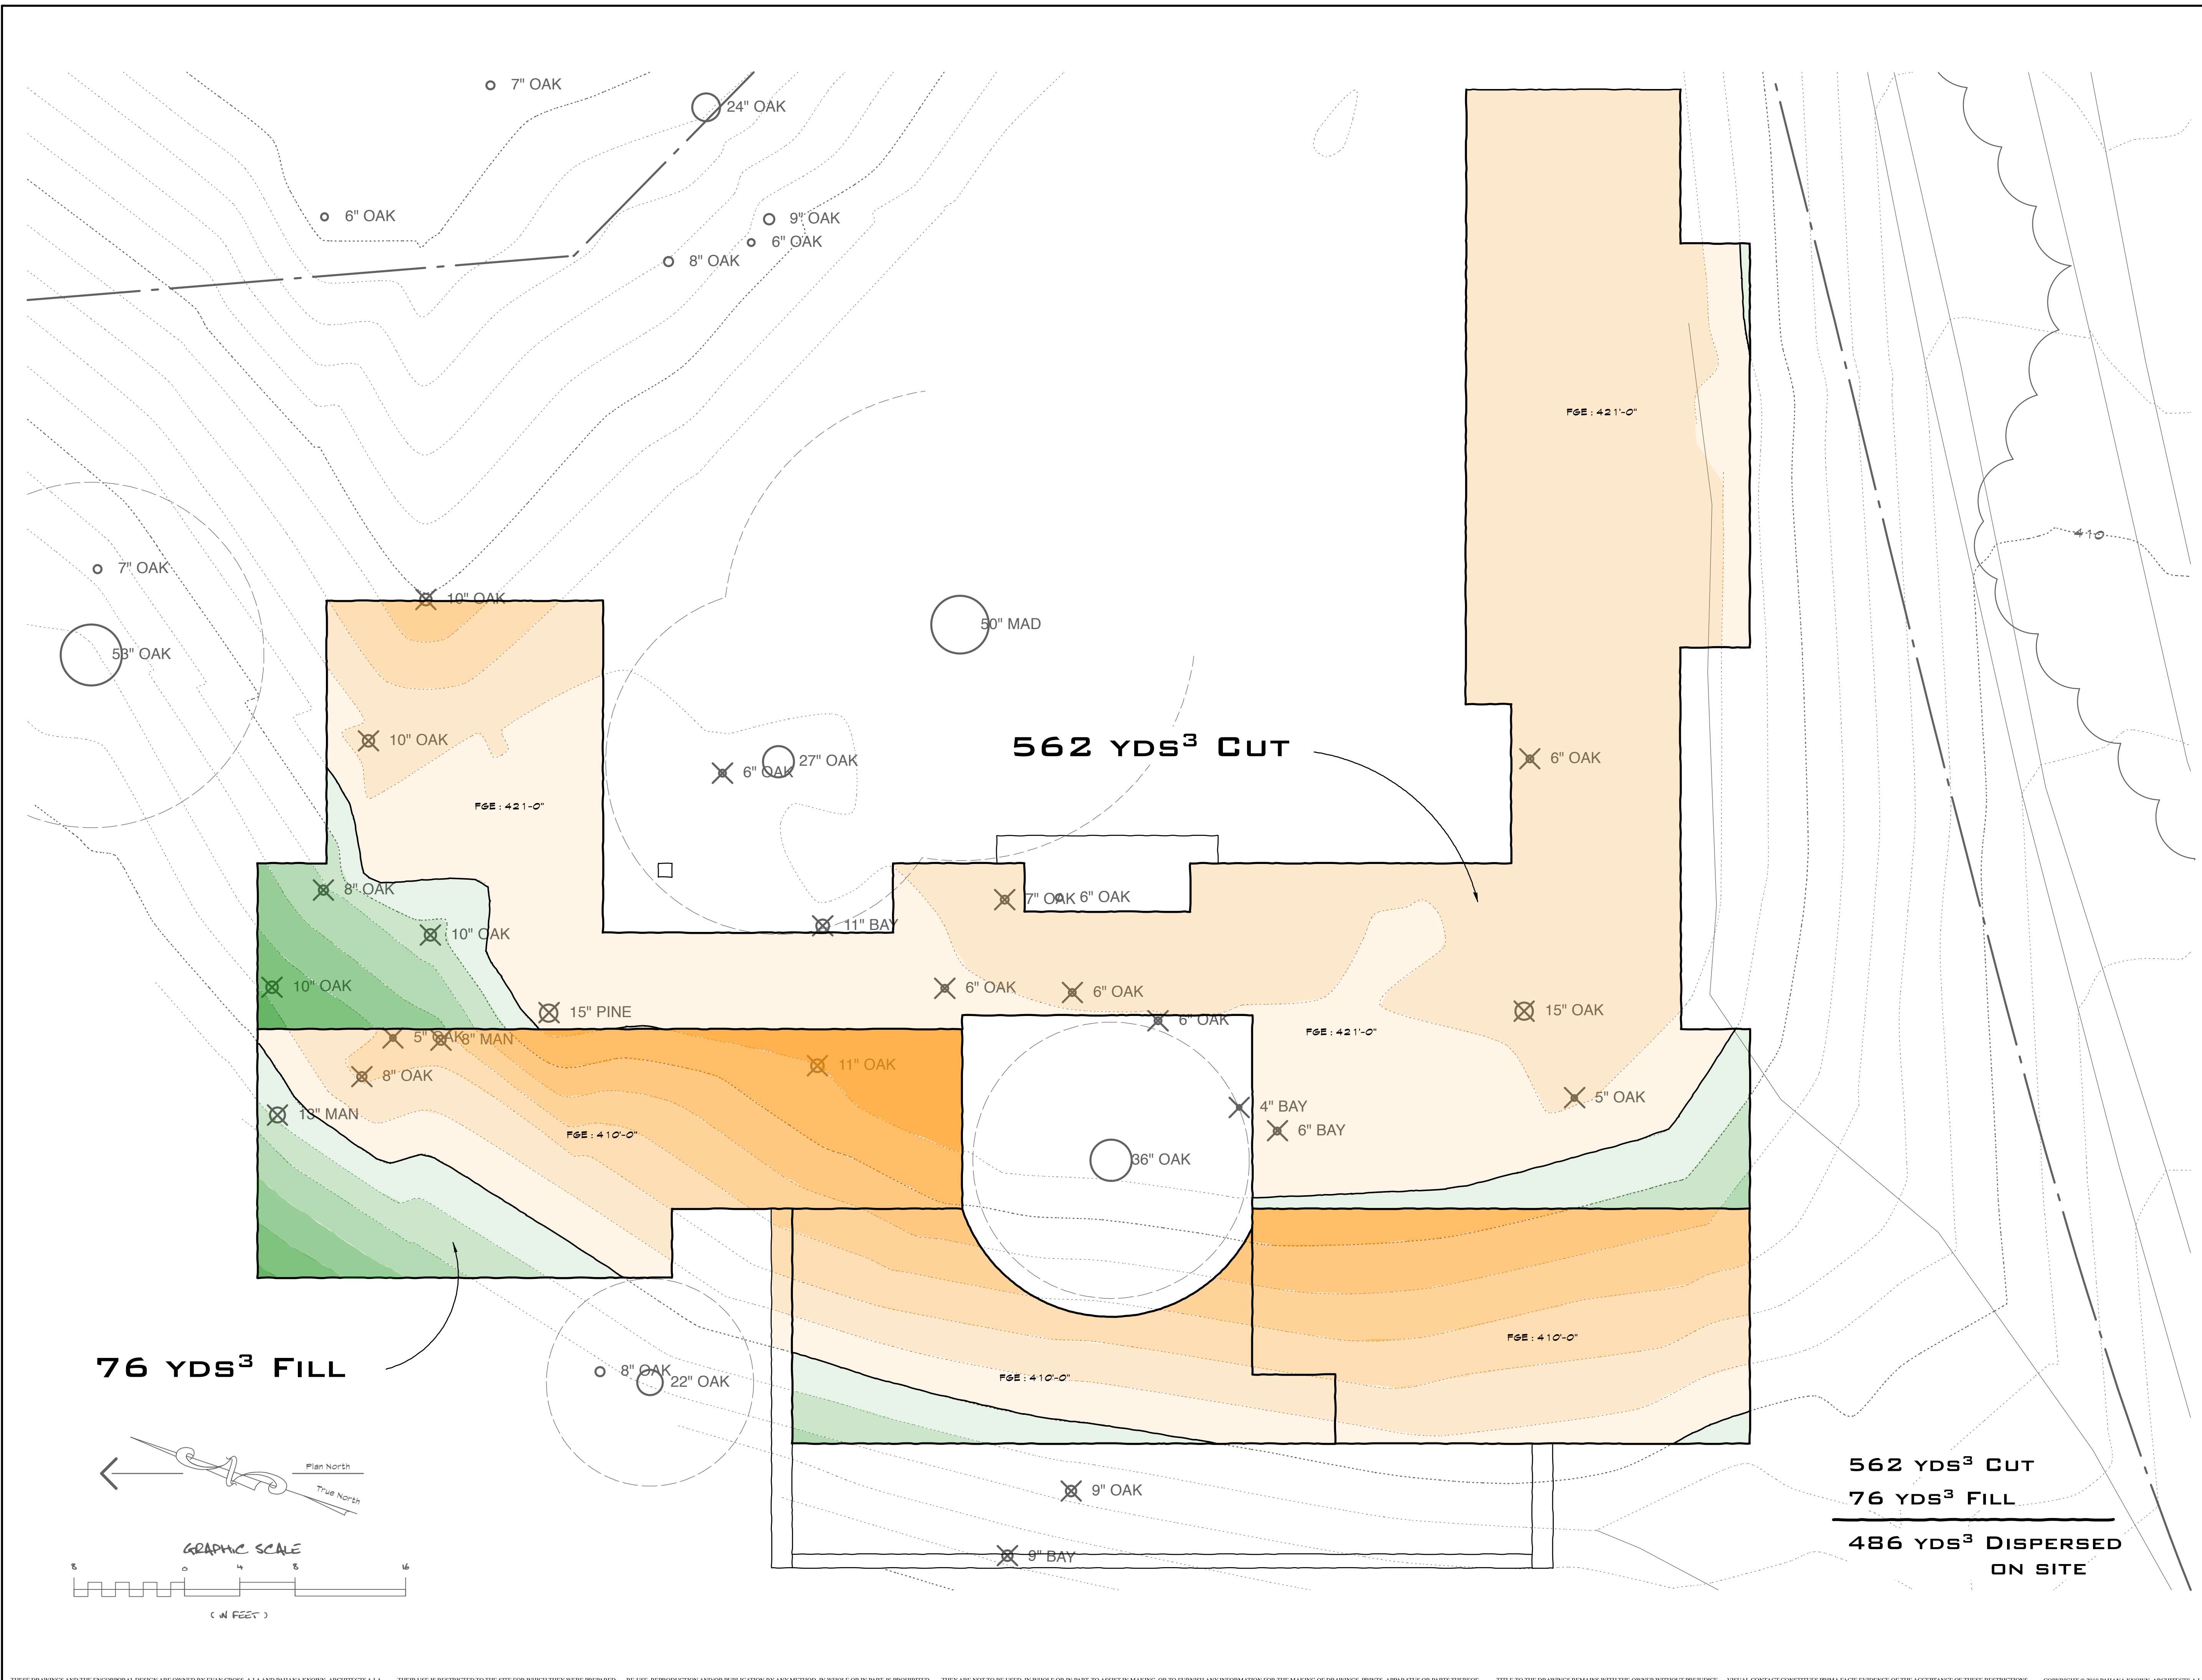 7" OAK
24" OAK
6" OAK
9" OAK
6" OAK
8" OAK
FGE : 421'-0"
410
7" OAK
10" OAK
50" MAD
53" OAK
10" OAK
562 YDS³ CUT
6" OAK
27" OAK
6" OAK
FGE : 421-0"
8" OAK
7" OAK
6" OAK
11" BAY
10" OAK
10" OAK
6" OAK
6" OAK
15" PINE
6" OAK
FGE : 421'-0"
15" OAK
5" OAK
8" MAN
11" OAK
8" OAK
5" OAK
13" MAN
4" BAY
FGE : 410'-0"
6" BAY
36" OAK
FGE : 410'-0"
76 YDS³ FILL
8" OAK
22" OAK
FGE : 410'-0"
Plan North
True North
9" OAK
562 YDS³ CUT
76 YDS³ FILL
486 YDS³ DISPERSED
ON SITE
9" BAY
GRAPHIC SCALE
8 0 4 8 16
( IN FEET )